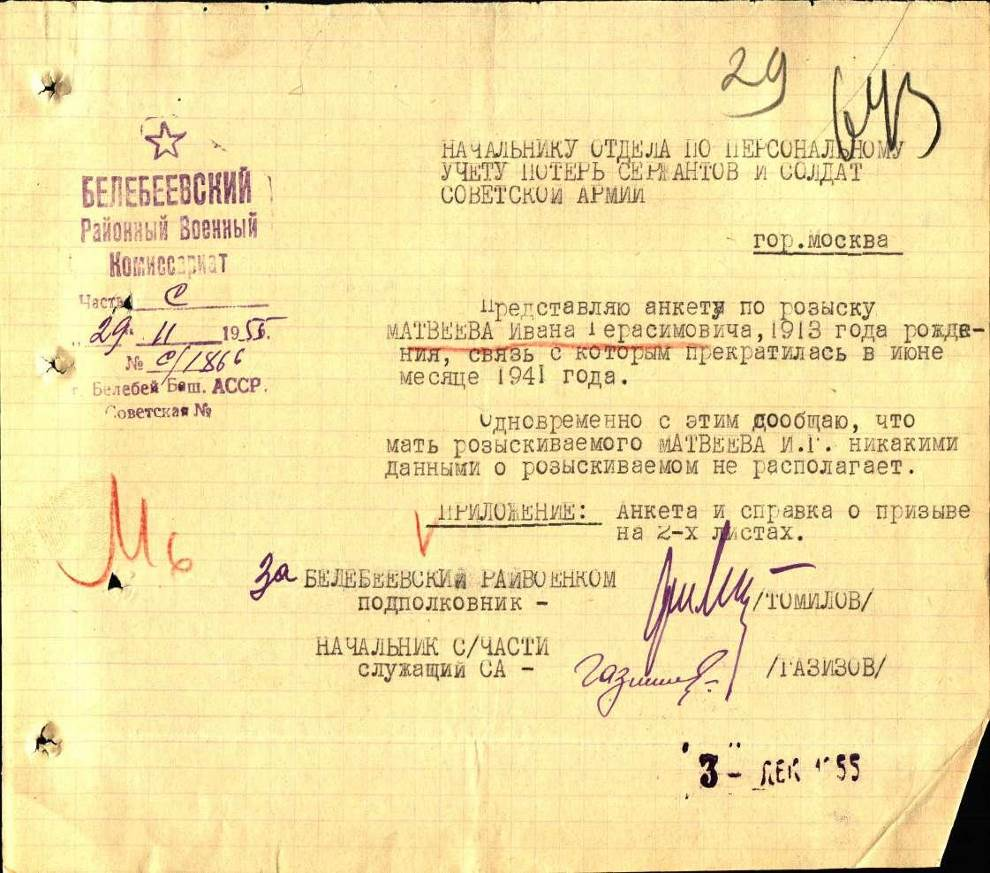 29
643
БЕЛЕБЕЕВСКИЙ
Районный Военный
Комиссариат
Часть С
"29" 11 1955г.
№ С/1866
г. Белебей Баш. АССР.
Советская №
НАЧАЛЬНИКУ ОТДЕЛА ПО ПЕРСОНАЛЬНОМУ
УЧЕТУ ПОТЕРЬ СЕРЖАНТОВ И СОЛДАТ
СОВЕТСКОЙ АРМИИ
гор.Москва
Представляю анкету по розыску
МАТВЕЕВА Ивана Герасимовича, 1913 года рожде-
ния, связь с которым прекратилась в июне
месяце 1941 года.
Одновременно с этим сообщаю, что
мать розыскиваемого МАТВЕЕВА И.Г. никакими
данными о розыскиваемом не располагает.
ПРИЛОЖЕНИЕ: Анкета и справка о призыве
на 2-х листах.
М6
За БЕЛЕБЕЕВСКИЙ РАЙВОЕНКОМ
ПОДПОЛКОВНИК - /ТОМИЛОВ/
НАЧАЛЬНИК С/ЧАСТИ
служащий СА - /ГАЗИЗОВ/
3- ДЕК 1955